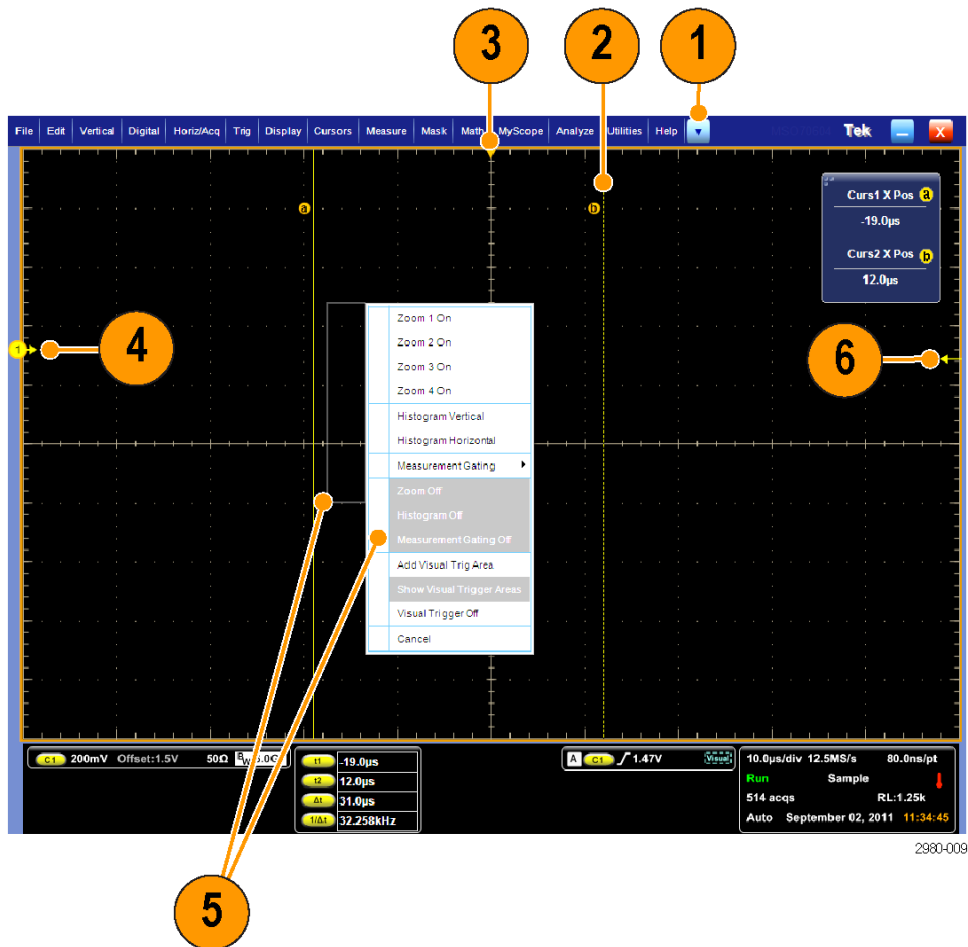 3 2 1
File Edit Vertical Digital Horiz/Acq Trig Display Cursors Measure Mask Math MyScope Analyze Utilities Help Tek X
a b
Curs1 X Pos a
-19.0µs
Curs2 X Pos b
12.0µs
1 4 6
Zoom 1 On
Zoom 2 On
Zoom 3 On
Zoom 4 On
Histogram Vertical
Histogram Horizontal
Measurement Gating
Zoom Off
Histogram Off
Measurement Gating Off
Add Visual Trig Area
Show Visual Trigger Areas
Visual Trigger Off
Cancel
C1 200mV Offset:1.5V 50Ω
t1 -19.0µs
t2 12.0µs
Δt 31.0µs
1/Δt 32.258kHz
A C1 1.47V Visual
10.0µs/div 12.5MS/s 80.0ns/pt
Run Sample
514 acqs RL:1.25k
Auto September 02, 2011 11:34:45
2980-009
5